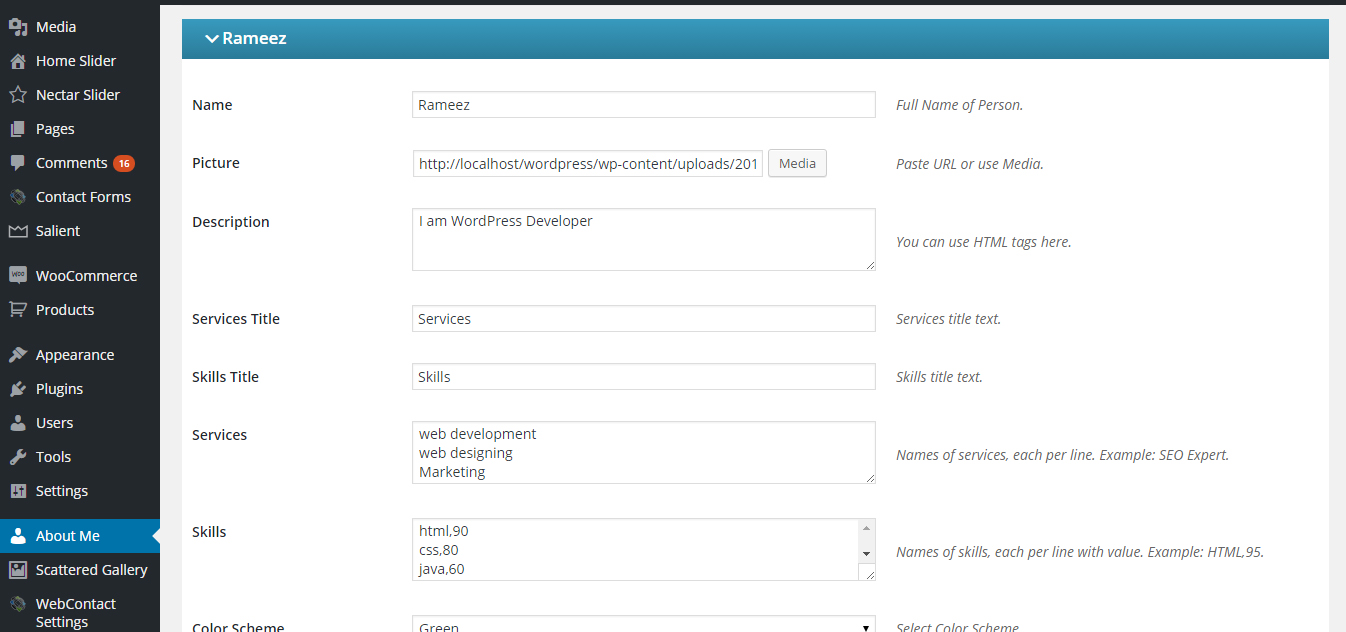 Media
Home Slider
Nectar Slider
Pages
Comments 16
Contact Forms
Salient
WooCommerce
Products
Appearance
Plugins
Users
Tools
Settings
About Me
Scattered Gallery
WebContact
Settings
Rameez
Name Rameez Full Name of Person.
Picture http://localhost/wordpress/wp-content/uploads/201 Media Paste URL or use Media.
Description I am WordPress Developer You can use HTML tags here.
Services Title Services Services title text.
Skills Title Skills Skills title text.
Services web development
web designing
Marketing
Names of services, each per line. Example: SEO Expert.
Skills html,90
css,80
java,60
Names of skills, each per line with value. Example: HTML,95.
Color Scheme Green Select Color Scheme